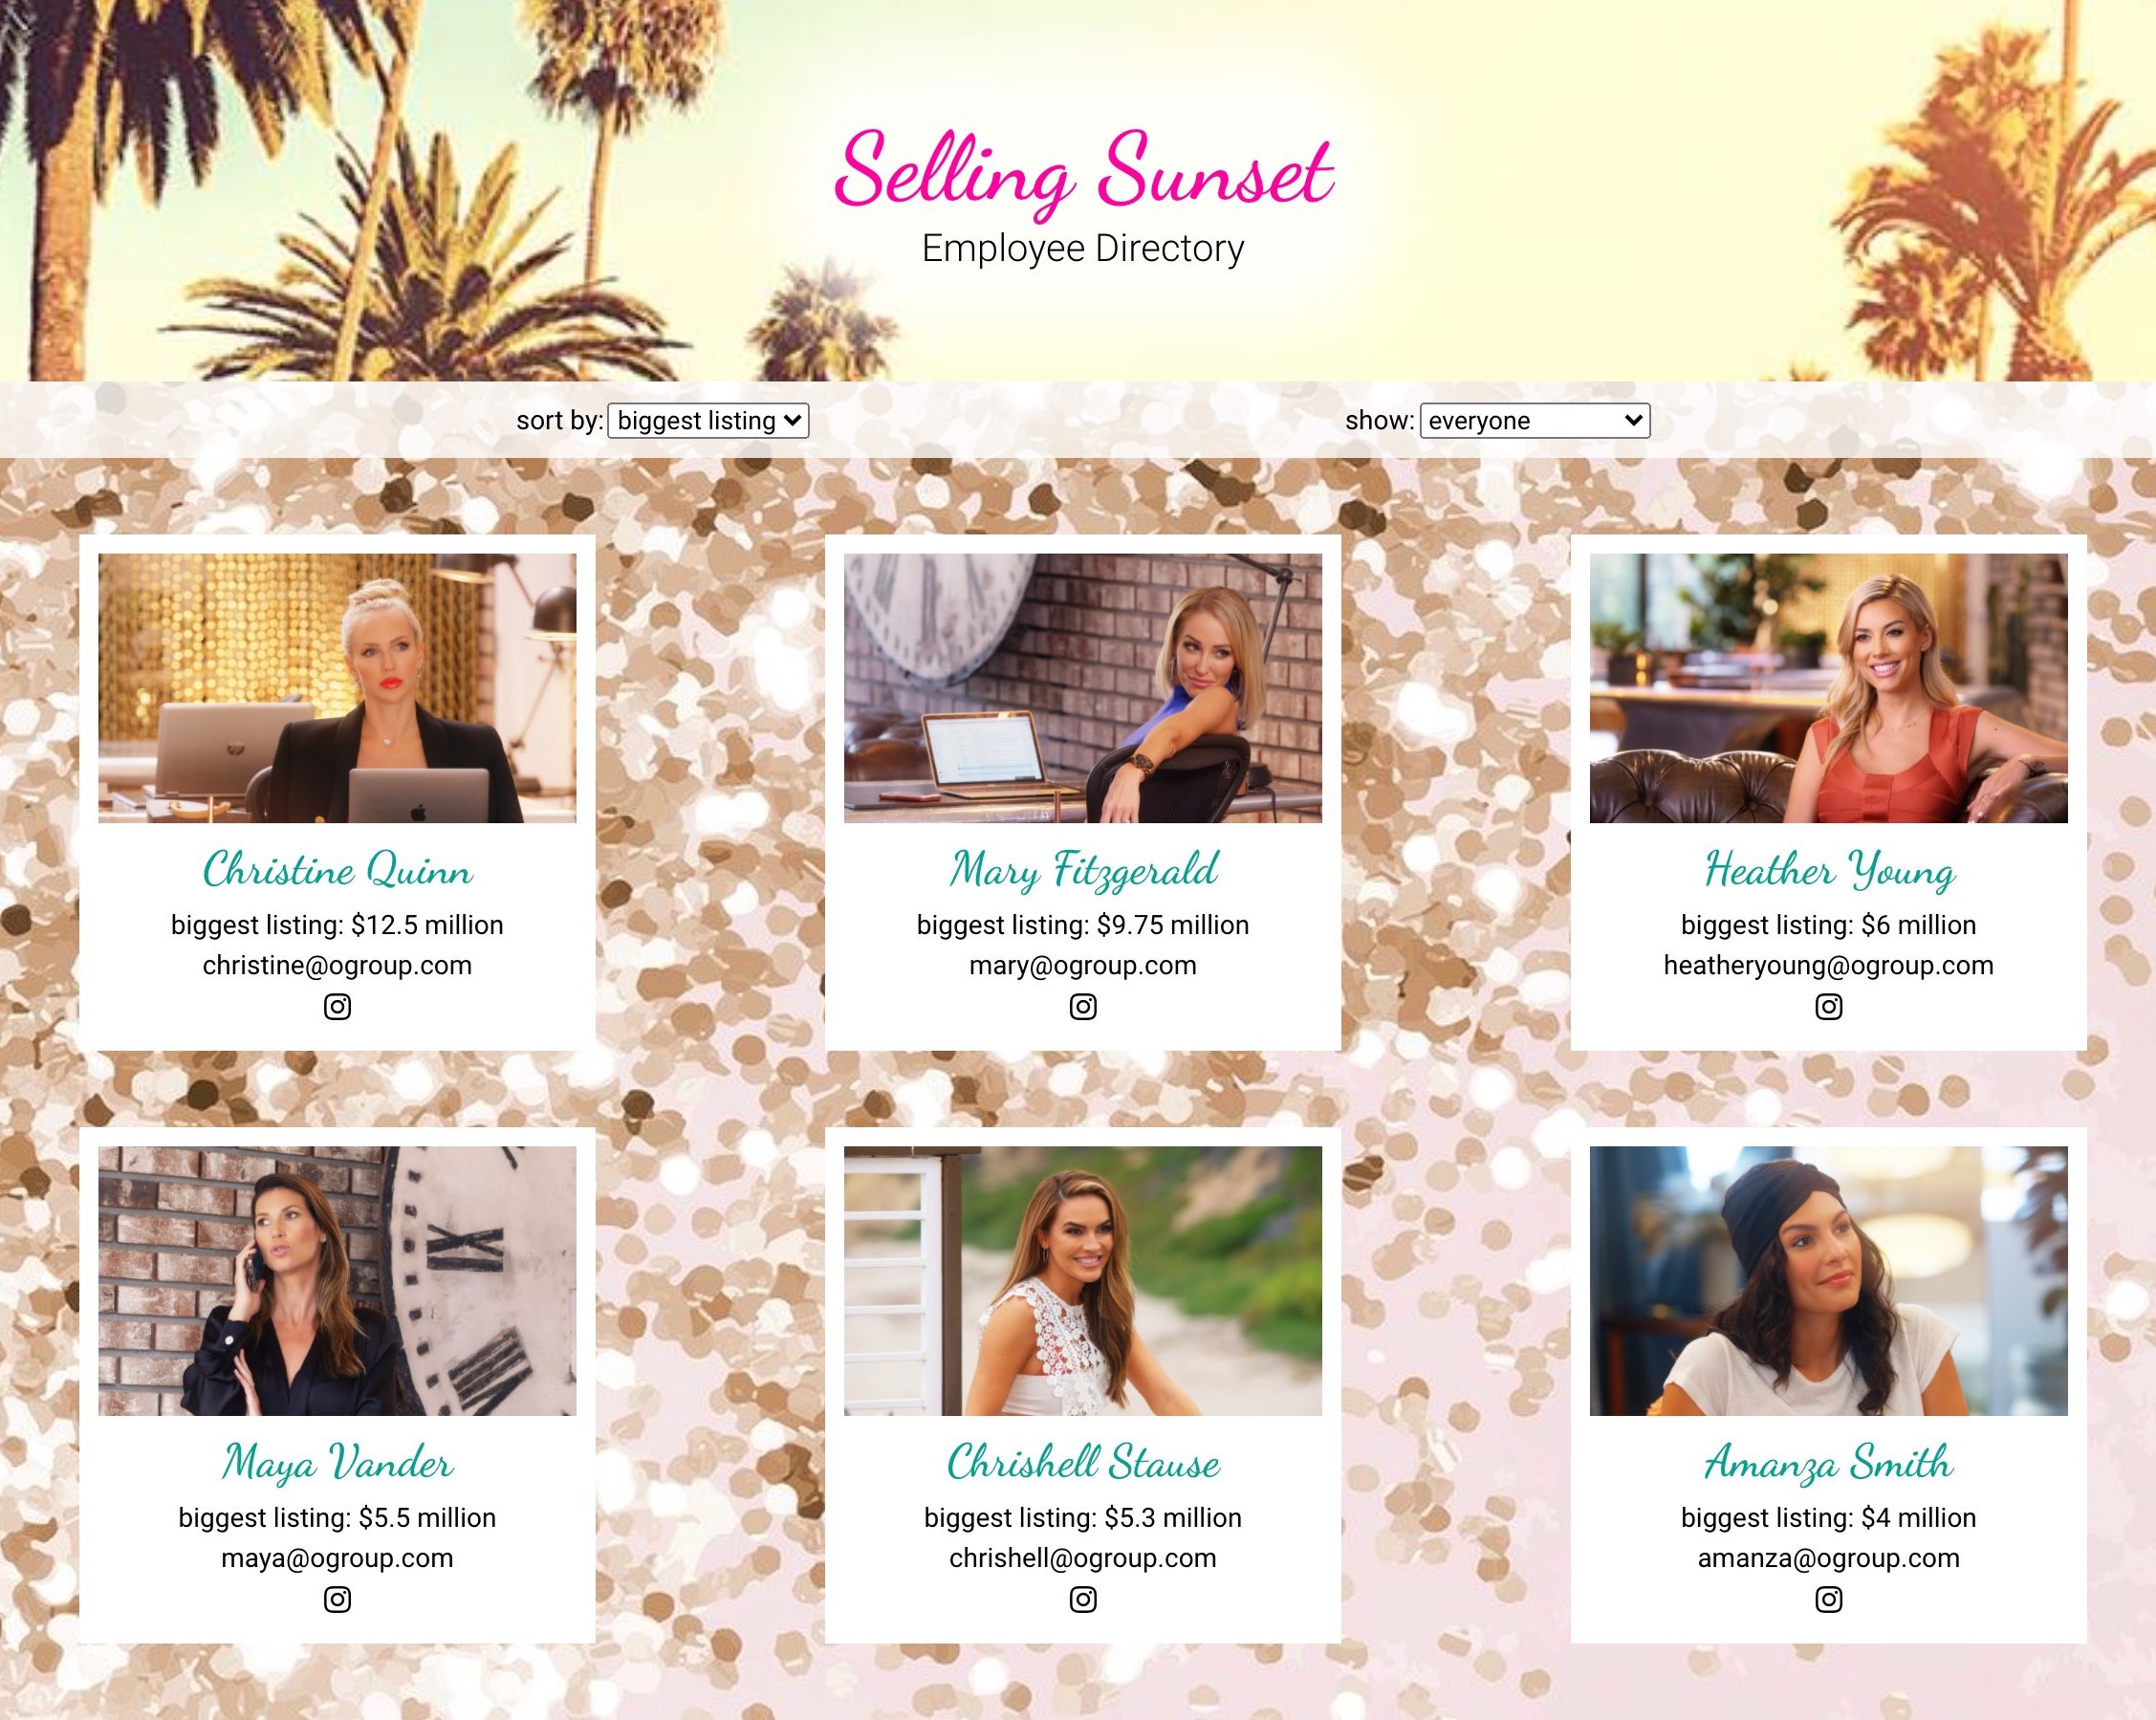 Selling Sunset
Employee Directory
sort by: biggest listing
show: everyone
Christine Quinn
biggest listing: $12.5 million
christine@ogroup.com
Mary Fitzgerald
biggest listing: $9.75 million
mary@ogroup.com
Heather Young
biggest listing: $6 million
heatheryoung@ogroup.com
Maya Vander
biggest listing: $5.5 million
maya@ogroup.com
Chrishell Stause
biggest listing: $5.3 million
chrishell@ogroup.com
Amanza Smith
biggest listing: $4 million
amanza@ogroup.com